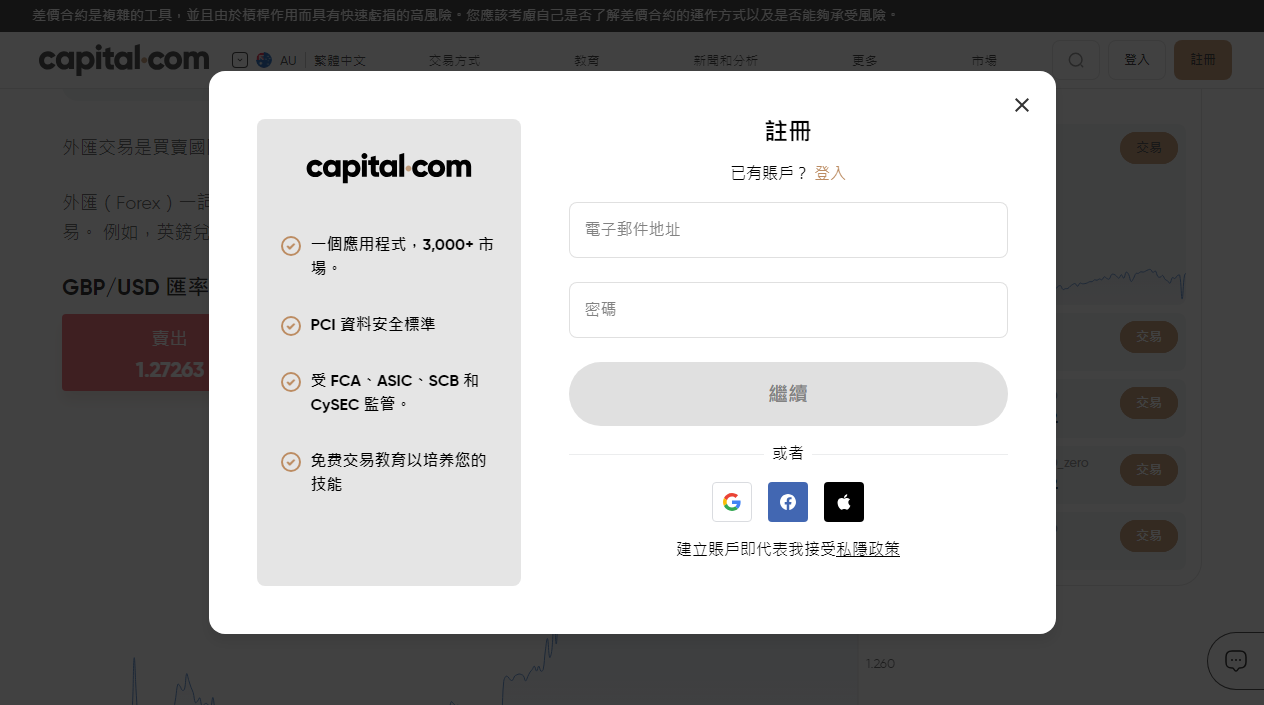 差價合約是複雜的工具，並且由於槓桿作用而具有快速虧損的高風險。您應該考慮自己是否了解差價合約的運作方式以及是否能夠承受風險。
capital.com AU 繁體中文 交易方式 教育 新聞和分析 更多 市場 登入 註冊
外匯交易是買賣國
外匯（Forex）一詞
易。 例如，英鎊兌
GBP/USD 匯率
賣出
1.27263
capital.com
一個應用程式，3,000+ 市
場。
PCI 資料安全標準
受 FCA、ASIC、SCB 和
CySEC 監管。
免费交易教育以培养您的
技能
註冊
已有賬戶？ 登入
電子郵件地址
密碼
繼續
或者
建立賬戶即代表我接受私隱政策
交易
交易
交易
_zero
交易
交易
1.260